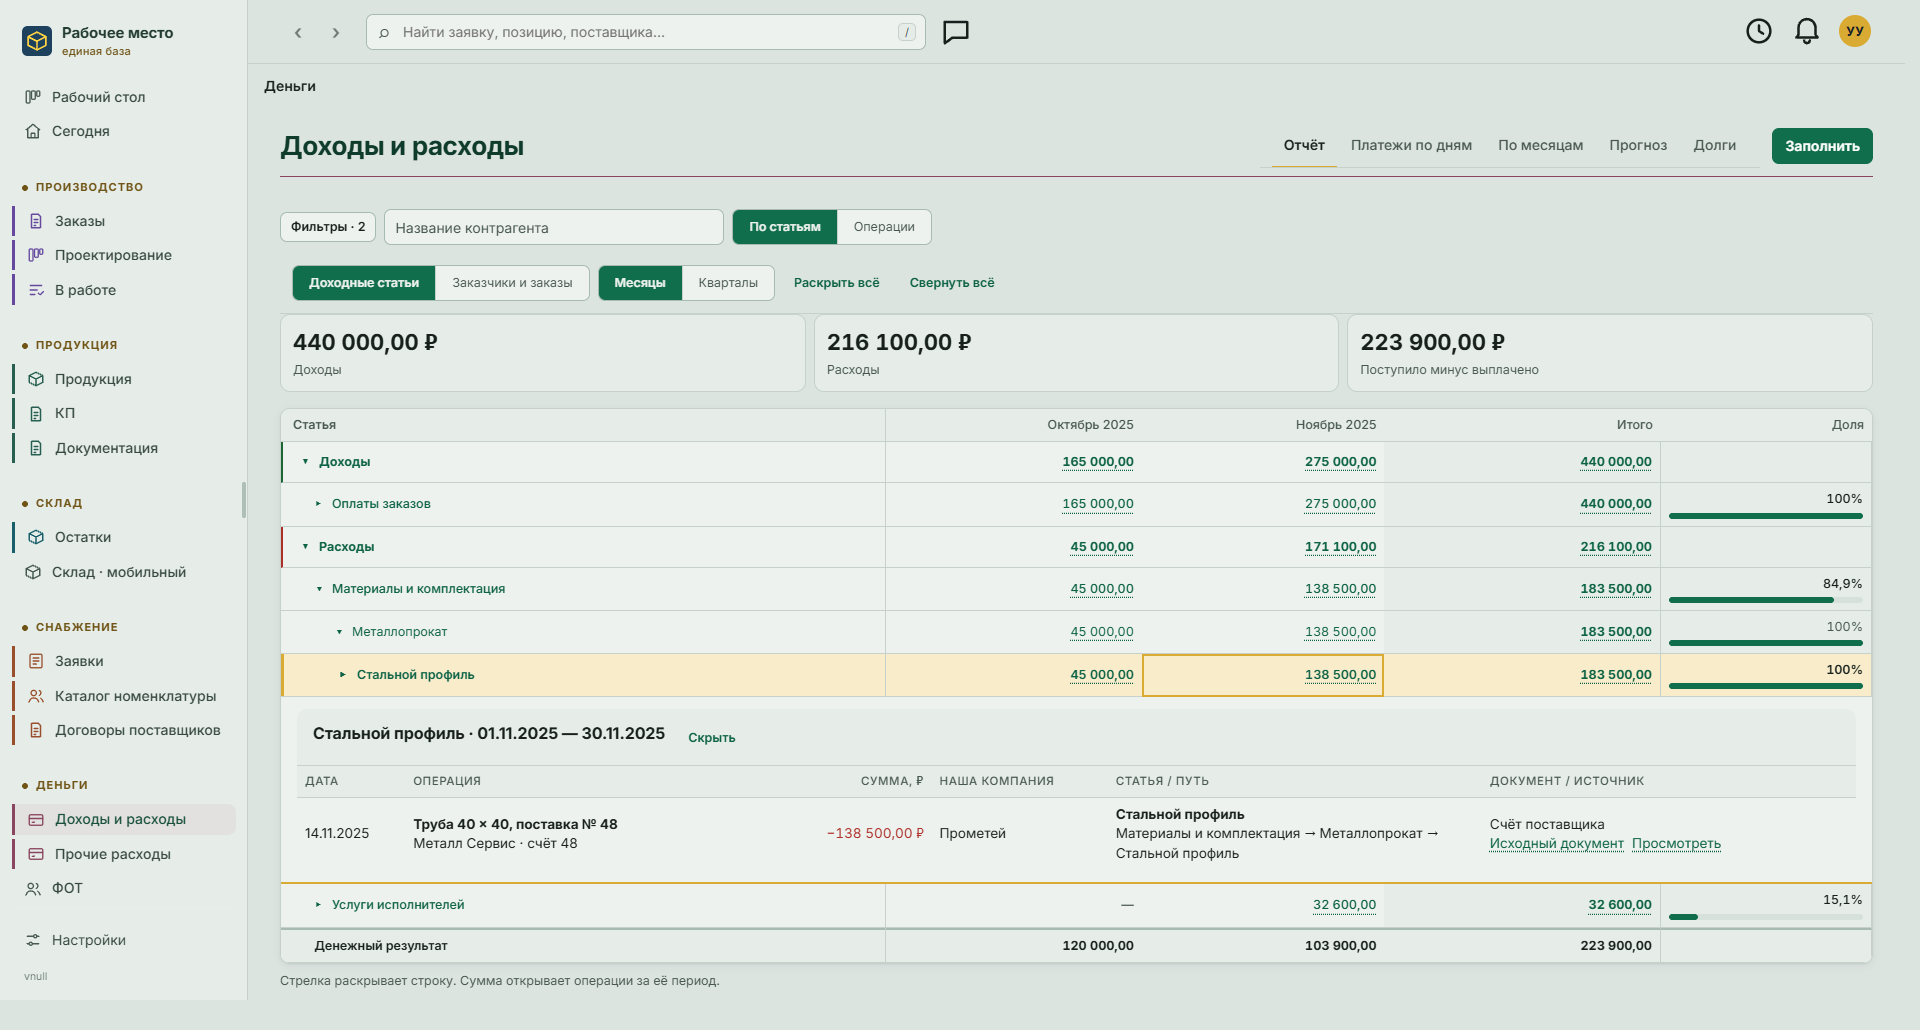 Рабочее место
единая база
Рабочий стол
Сегодня
ПРОИЗВОДСТВО
Заказы
Проектирование
В работе
ПРОДУКЦИЯ
Продукция
КП
Документация
СКЛАД
Остатки
Склад · мобильный
СНАБЖЕНИЕ
Заявки
Каталог номенклатуры
Договоры поставщиков
ДЕНЬГИ
Доходы и расходы
Прочие расходы
ФОТ
Настройки
vnull
Найти заявку, позицию, поставщика... /
УУ
Деньги
Доходы и расходы
Отчёт Платежи по дням По месяцам Прогноз Долги Заполнить
Фильтры · 2 Название контрагента По статьям Операции
Доходные статьи Заказчики и заказы Месяцы Кварталы Раскрыть всё Свернуть всё
440 000,00 ₽
Доходы
216 100,00 ₽
Расходы
223 900,00 ₽
Поступило минус выплачено
Статья Октябрь 2025 Ноябрь 2025 Итого Доля
Доходы 165 000,00 275 000,00 440 000,00
Оплаты заказов 165 000,00 275 000,00 440 000,00 100%
Расходы 45 000,00 171 100,00 216 100,00
Материалы и комплектация 45 000,00 138 500,00 183 500,00 84,9%
Металлопрокат 45 000,00 138 500,00 183 500,00 100%
Стальной профиль 45 000,00 138 500,00 183 500,00 100%
Стальной профиль · 01.11.2025 — 30.11.2025 Скрыть
ДАТА ОПЕРАЦИЯ СУММА, ₽ НАША КОМПАНИЯ СТАТЬЯ / ПУТЬ ДОКУМЕНТ / ИСТОЧНИК
14.11.2025
Труба 40 × 40, поставка № 48
Металл Сервис · счёт 48
−138 500,00 ₽
Прометей
Стальной профиль
Материалы и комплектация → Металлопрокат →
Стальной профиль
Счёт поставщика
Исходный документ Просмотреть
Услуги исполнителей — 32 600,00 32 600,00 15,1%
Денежный результат 120 000,00 103 900,00 223 900,00
Стрелка раскрывает строку. Сумма открывает операции за её период.